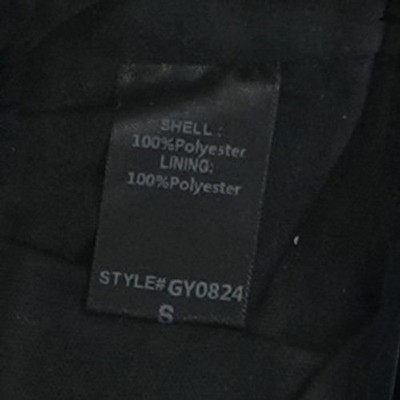 SHELL :
100%Polyester
LINING:
100%Polyester
STYLE# GY0824
S